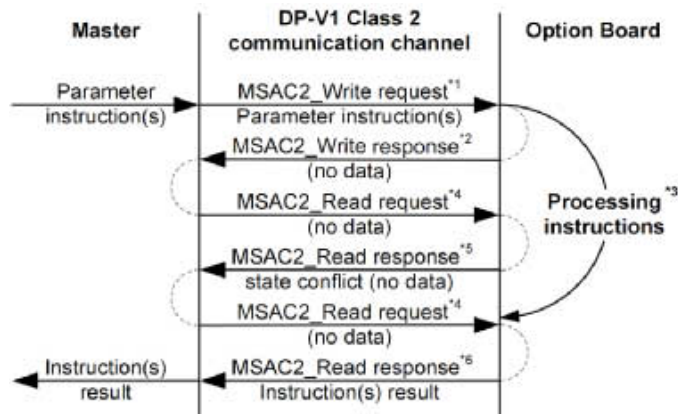 Master
DP-V1 Class 2
communication channel
Option Board
Parameter
instruction(s)
MSAC2_Write request*1
Parameter instruction(s)
MSAC2_Write response*2
(no data)
MSAC2_Read request*4
(no data)
Processing*3
instructions
MSAC2_Read response*5
state conflict (no data)
MSAC2_Read request*4
(no data)
Instruction(s)
result
MSAC2_Read response*6
Instruction(s) result